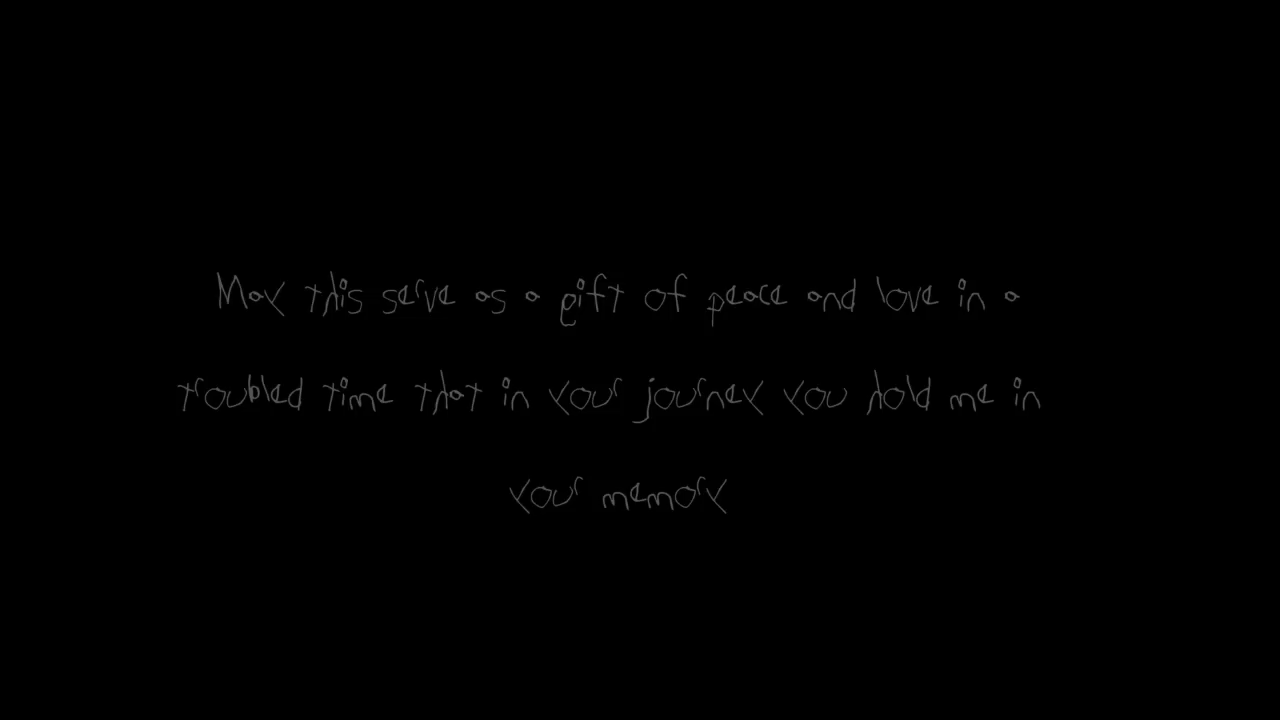 May this serve as a gift of peace and love in a
troubled time that in your journey you hold me in
your memory